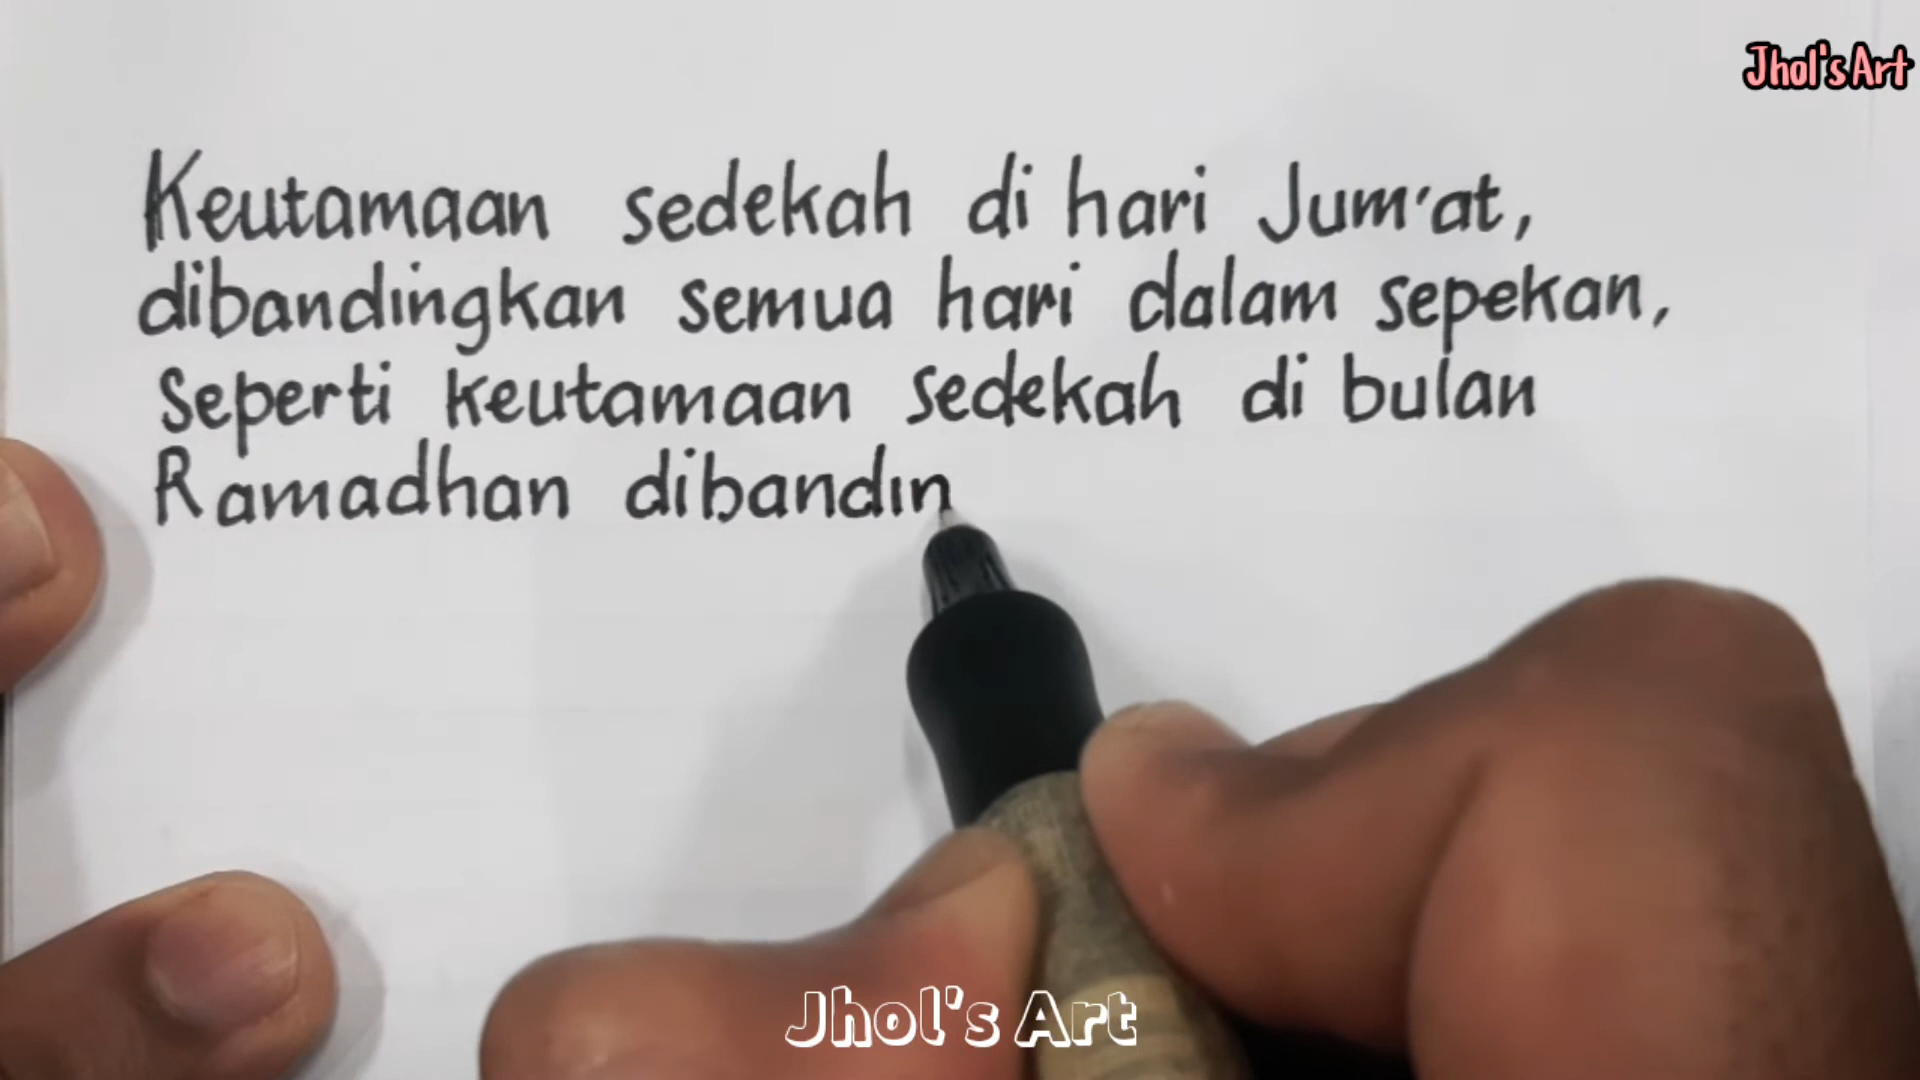 Jhol's Art
Keutamaan sedekah di hari Jum'at,
dibandingkan semua hari dalam sepekan,
Seperti keutamaan sedekah di bulan
Ramadhan dibandin
Jhol's Art